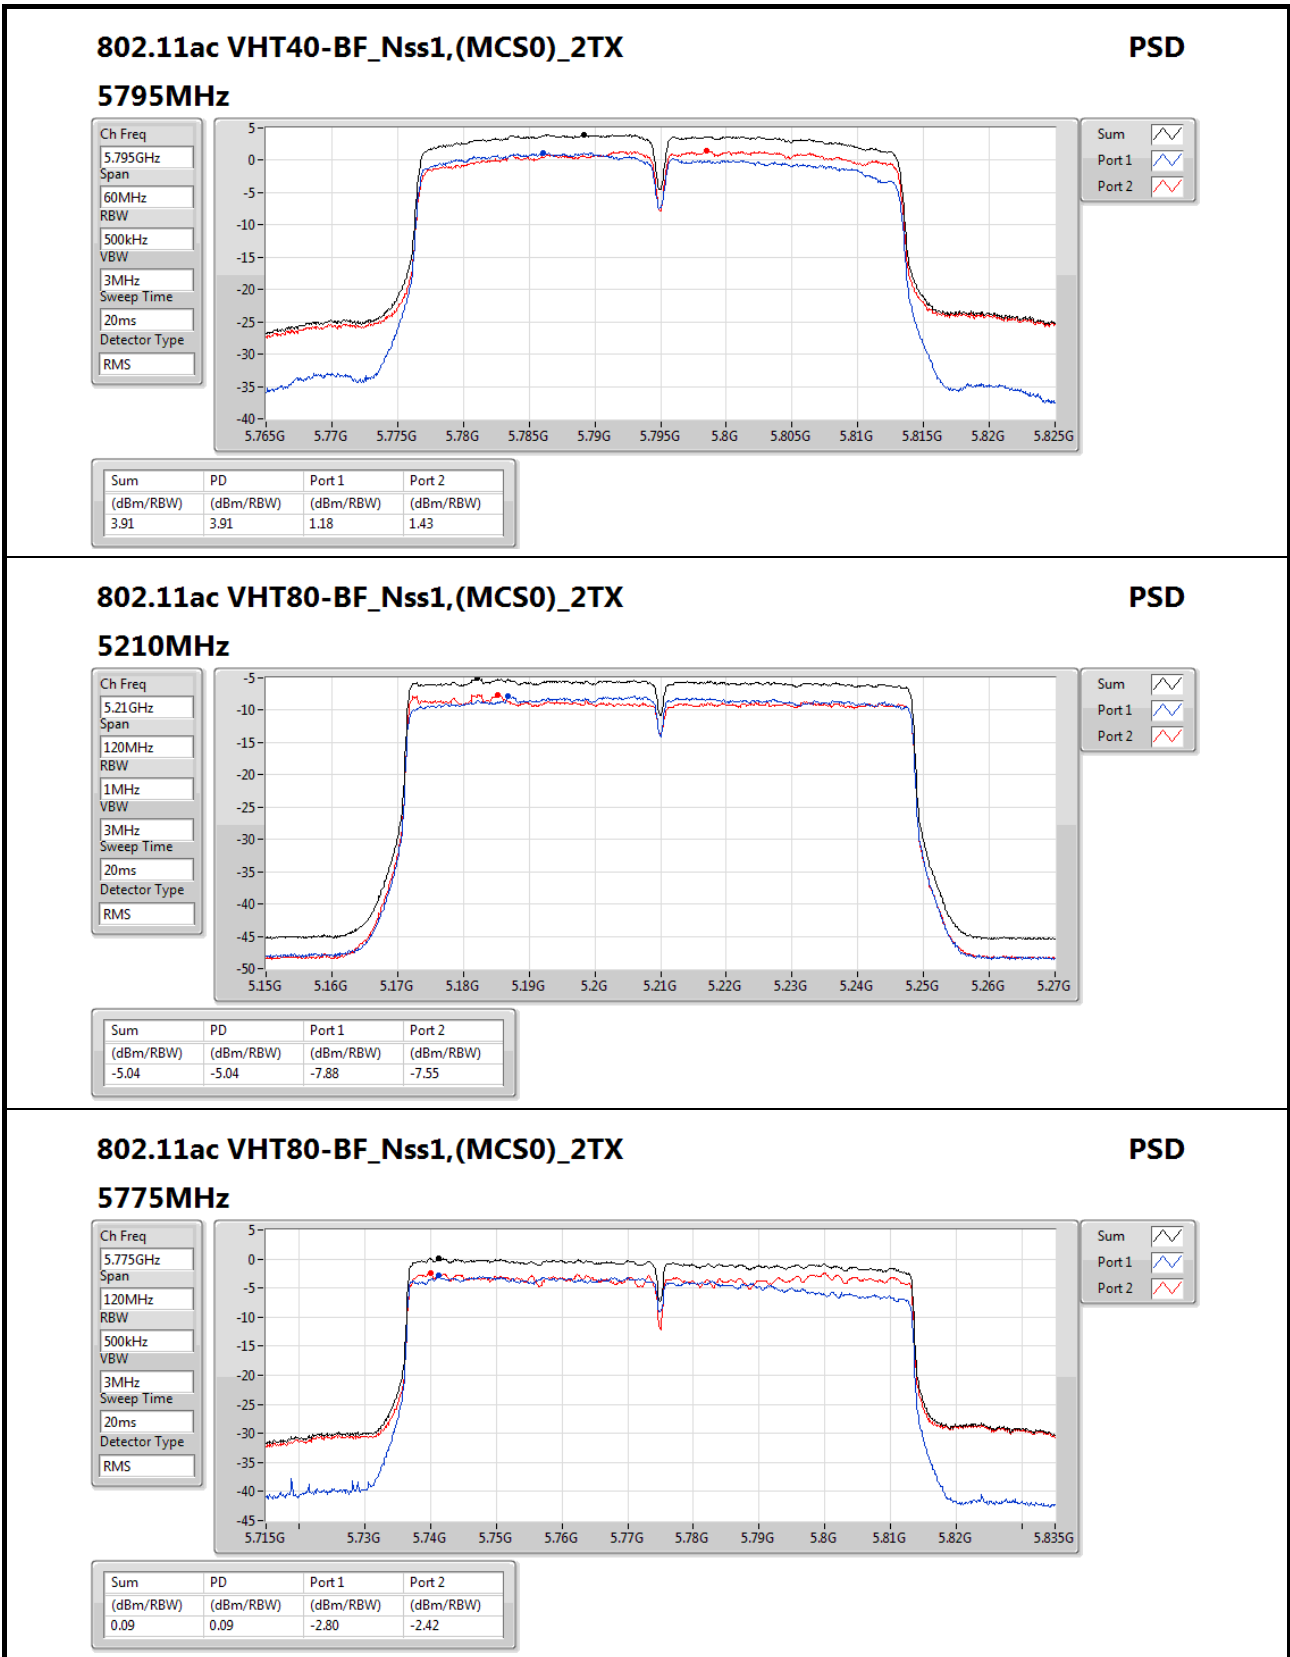 802.11ac VHT40-BF_Nss1,(MCS0)_2TX PSD
5795MHz
Ch Freq
5.795GHz
Span
60MHz
RBW
500kHz
VBW
3MHz
Sweep Time
20ms
Detector Type
RMS
5
0
-5
-10
-15
-20
-25
-30
-35
-40
5.765G 5.77G 5.775G 5.78G 5.785G 5.79G 5.795G 5.8G 5.805G 5.81G 5.815G 5.82G 5.825G
Sum
Port 1
Port 2
Sum PD Port 1 Port 2
(dBm/RBW) (dBm/RBW) (dBm/RBW) (dBm/RBW)
3.91 3.91 1.18 1.43
802.11ac VHT80-BF_Nss1,(MCS0)_2TX PSD
5210MHz
Ch Freq
5.21GHz
Span
120MHz
RBW
1MHz
VBW
3MHz
Sweep Time
20ms
Detector Type
RMS
-5
-10
-15
-20
-25
-30
-35
-40
-45
-50
5.15G 5.16G 5.17G 5.18G 5.19G 5.2G 5.21G 5.22G 5.23G 5.24G 5.25G 5.26G 5.27G
Sum
Port 1
Port 2
Sum PD Port 1 Port 2
(dBm/RBW) (dBm/RBW) (dBm/RBW) (dBm/RBW)
-5.04 -5.04 -7.88 -7.55
802.11ac VHT80-BF_Nss1,(MCS0)_2TX PSD
5775MHz
Ch Freq
5.775GHz
Span
120MHz
RBW
500kHz
VBW
3MHz
Sweep Time
20ms
Detector Type
RMS
5
0
-5
-10
-15
-20
-25
-30
-35
-40
-45
5.715G 5.73G 5.74G 5.75G 5.76G 5.77G 5.78G 5.79G 5.8G 5.81G 5.82G 5.835G
Sum
Port 1
Port 2
Sum PD Port 1 Port 2
(dBm/RBW) (dBm/RBW) (dBm/RBW) (dBm/RBW)
0.09 0.09 -2.80 -2.42